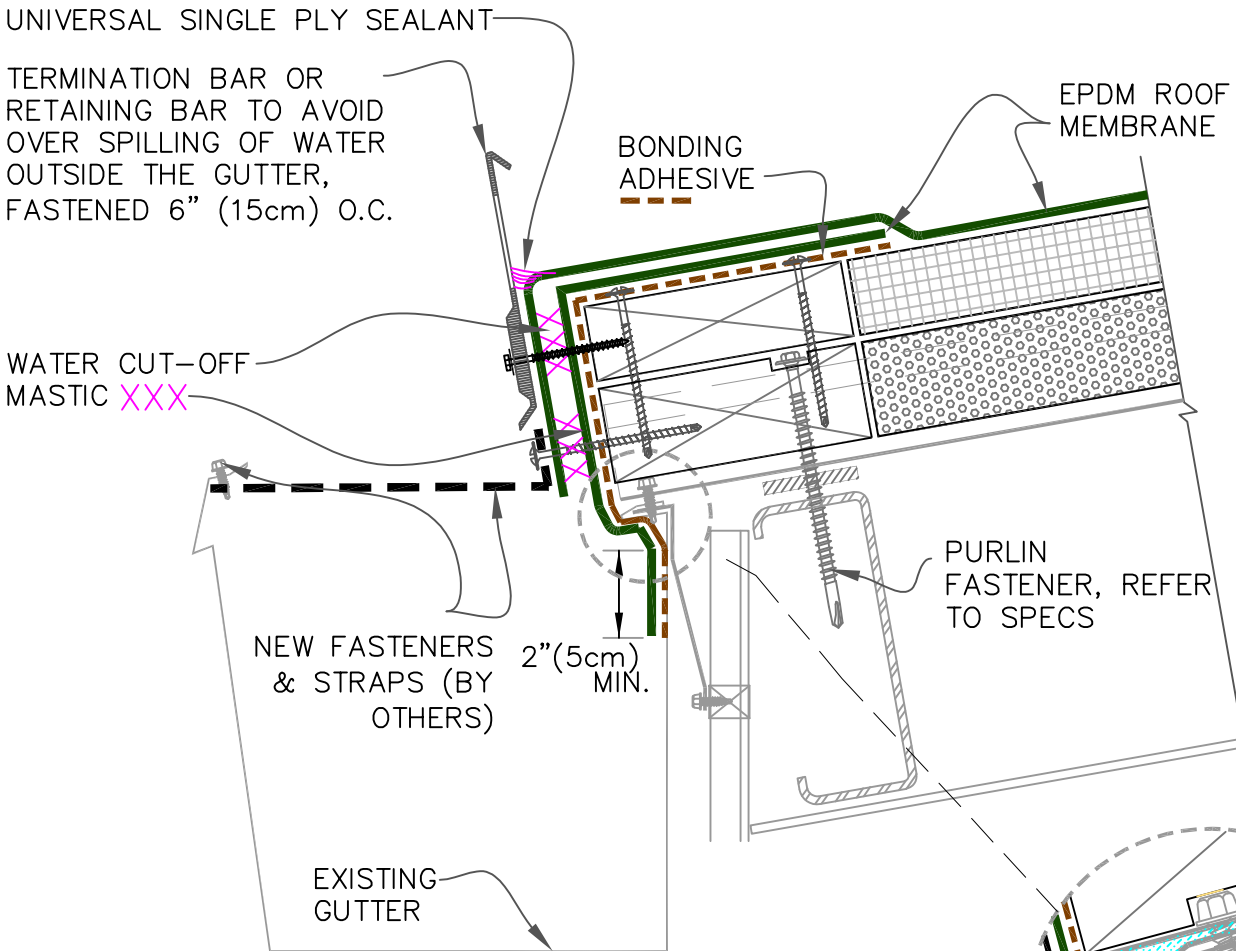 UNIVERSAL SINGLE PLY SEALANT
TERMINATION BAR OR
RETAINING BAR TO AVOID
OVER SPILLING OF WATER
OUTSIDE THE GUTTER,
FASTENED 6” (15cm) O.C.
BONDING
ADHESIVE
EPDM ROOF
MEMBRANE
WATER CUT-OFF
MASTIC XXX
NEW FASTENERS
& STRAPS (BY
OTHERS)
2”(5cm)
MIN.
PURLIN
FASTENER, REFER
TO SPECS
EXISTING
GUTTER